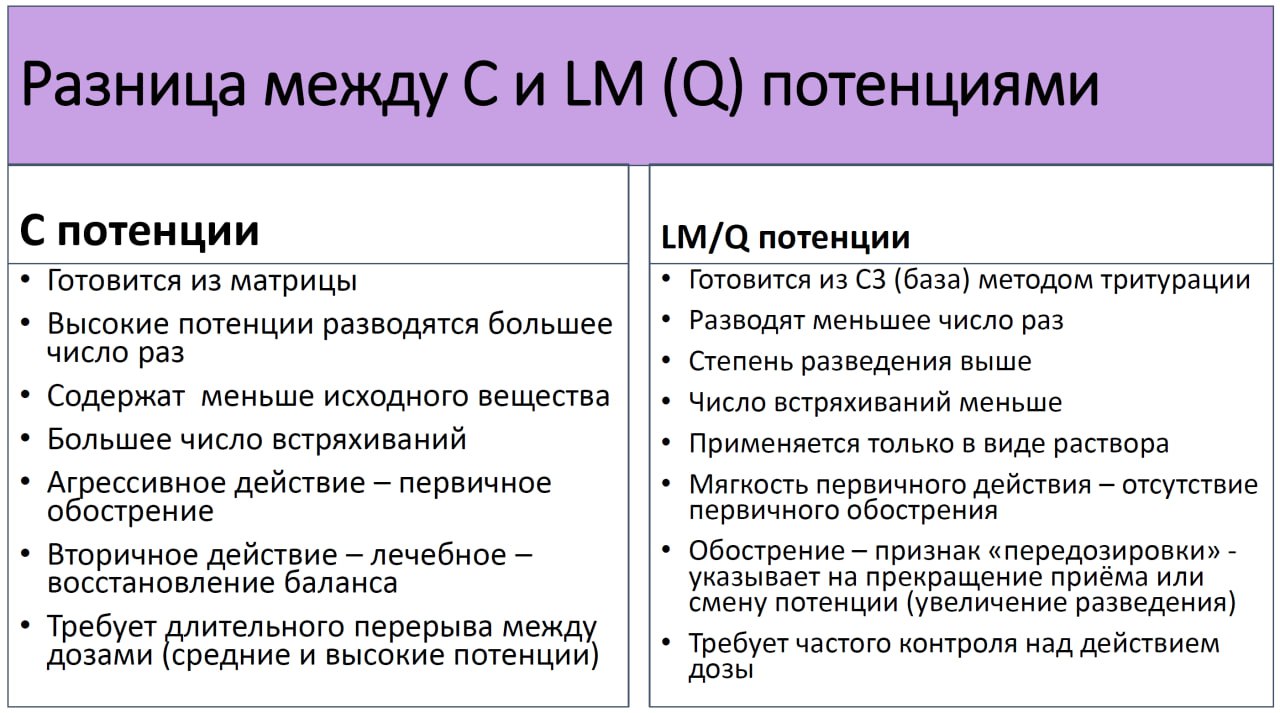 Разница между С и LM (Q) потенциями
С потенции
• Готовится из матрицы
• Высокие потенции разводятся большее
число раз
• Содержат  меньше исходного вещества
• Большее число встряхиваний
• Агрессивное действие – первичное
обострение
• Вторичное действие – лечебное –
восстановление баланса
• Требует длительного перерыва между
дозами (средние и высокие потенции)
LM/Q потенции
• Готовится из С3 (база) методом тритурации
• Разводят меньшее число раз
• Степень разведения выше
• Число встряхиваний меньше
• Применяется только в виде раствора
• Мягкость первичного действия – отсутствие
первичного обострения
• Обострение – признак «передозировки» -
указывает на прекращение приёма или
смену потенции (увеличение разведения)
• Требует частого контроля над действием
дозы